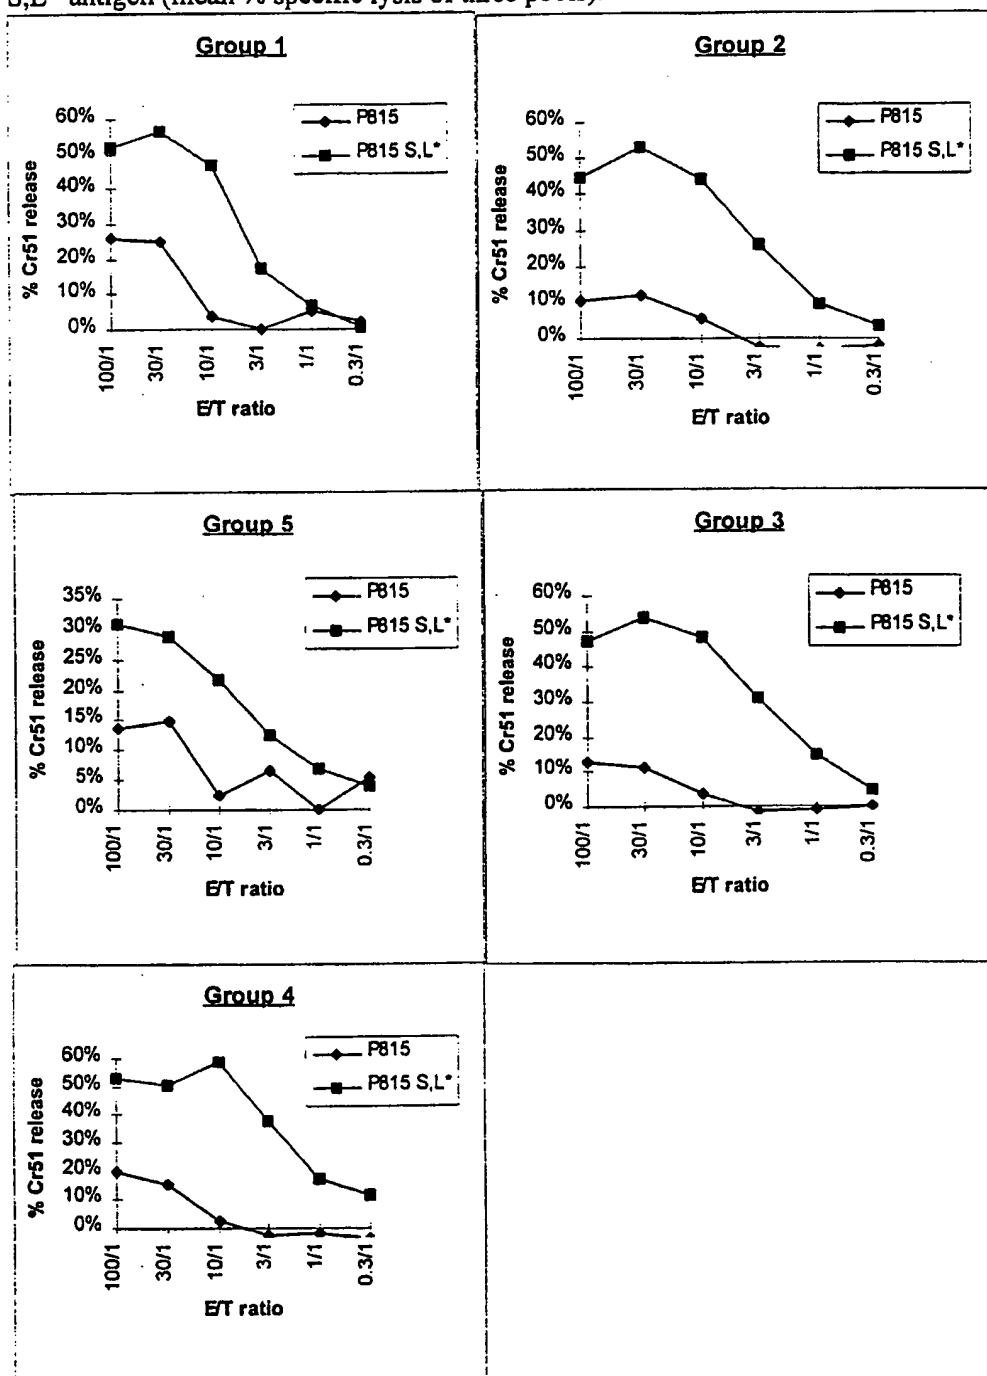 S,L* antigen (mean % specific lysis of three pools).
Group 1
P815
P815 S,L*
60%
50%
40%
30%
20%
10%
0%
% Cr51 release
100/1
30/1
10/1
3/1
1/1
0.3/1
E/T ratio
Group 2
P815
P815 S,L*
60%
50%
40%
30%
20%
10%
0%
% Cr51 release
100/1
30/1
10/1
3/1
1/1
0.3/1
E/T ratio
Group 5
P815
P815 S,L*
35%
30%
25%
20%
15%
10%
5%
0%
% Cr51 release
100/1
30/1
10/1
3/1
1/1
0.3/1
E/T ratio
Group 3
P815
P815 S,L*
60%
50%
40%
30%
20%
10%
0%
% Cr51 release
100/1
30/1
10/1
3/1
1/1
0.3/1
E/T ratio
Group 4
P815
P815 S,L*
60%
50%
40%
30%
20%
10%
0%
% Cr51 release
100/1
30/1
10/1
3/1
1/1
0.3/1
E/T ratio